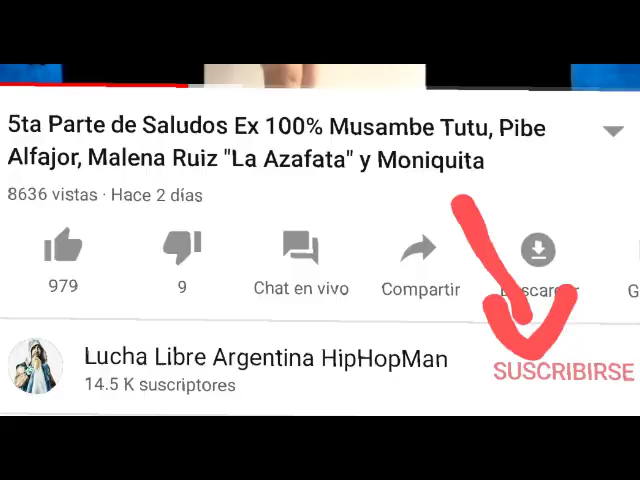 5ta Parte de Saludos Ex 100% Musambe Tutu, Pibe
Alfajor, Malena Ruiz "La Azafata" y Moniquita
8636 vistas · Hace 2 días
979
9
Chat en vivo
Compartir
Descargar
G
Lucha Libre Argentina HipHopMan
14.5 K suscriptores
SUSCRIBIRSE